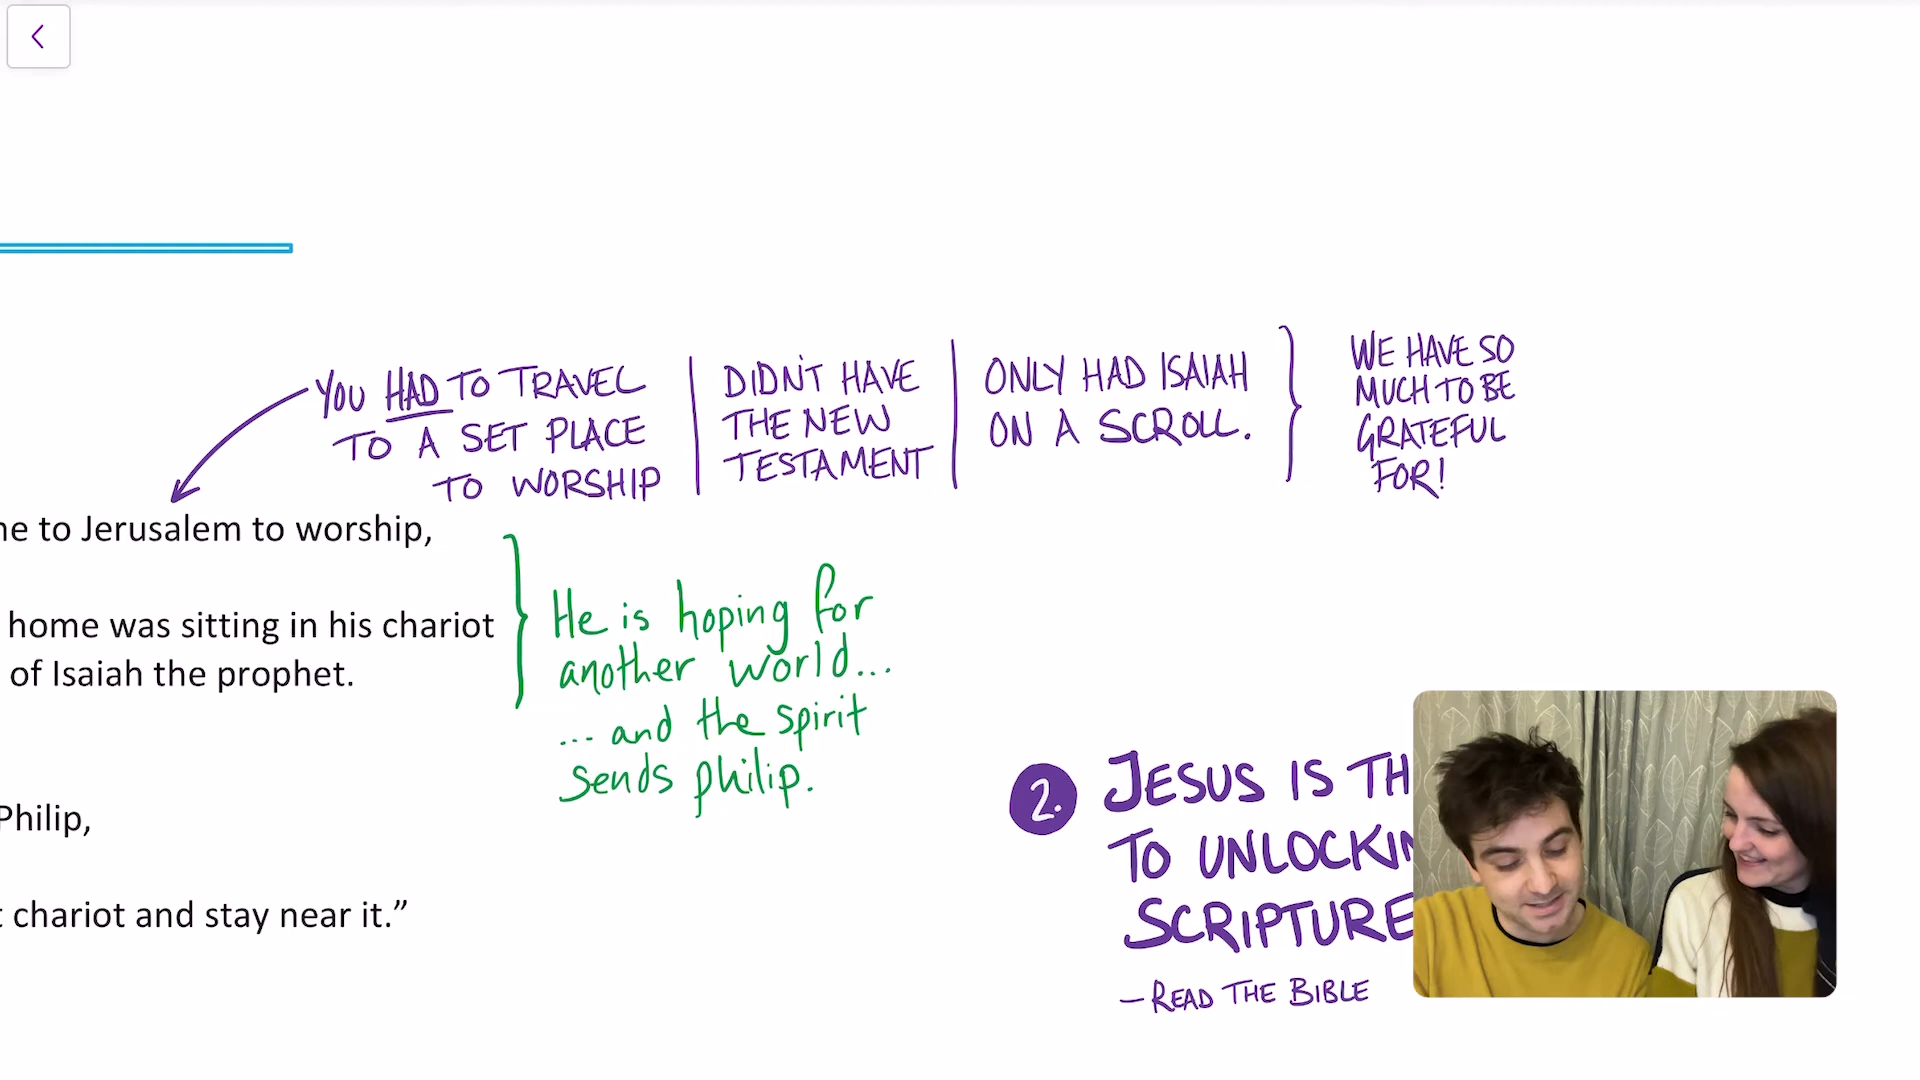 YOU HAD TO TRAVEL
TO A SET PLACE
TO WORSHIP
DIDN'T HAVE
THE NEW
TESTAMENT
ONLY HAD ISAIAH
ON A SCROLL.
WE HAVE SO
MUCH TO BE
GRATEFUL
FOR!
to Jerusalem to worship,
home was sitting in his chariot
of Isaiah the prophet.
He is hoping for
another world...
... and the spirit
sends philip.
Philip,
chariot and stay near it.”
2. JESUS IS
TO
SCRIPTURE
– READ THE BIBLE